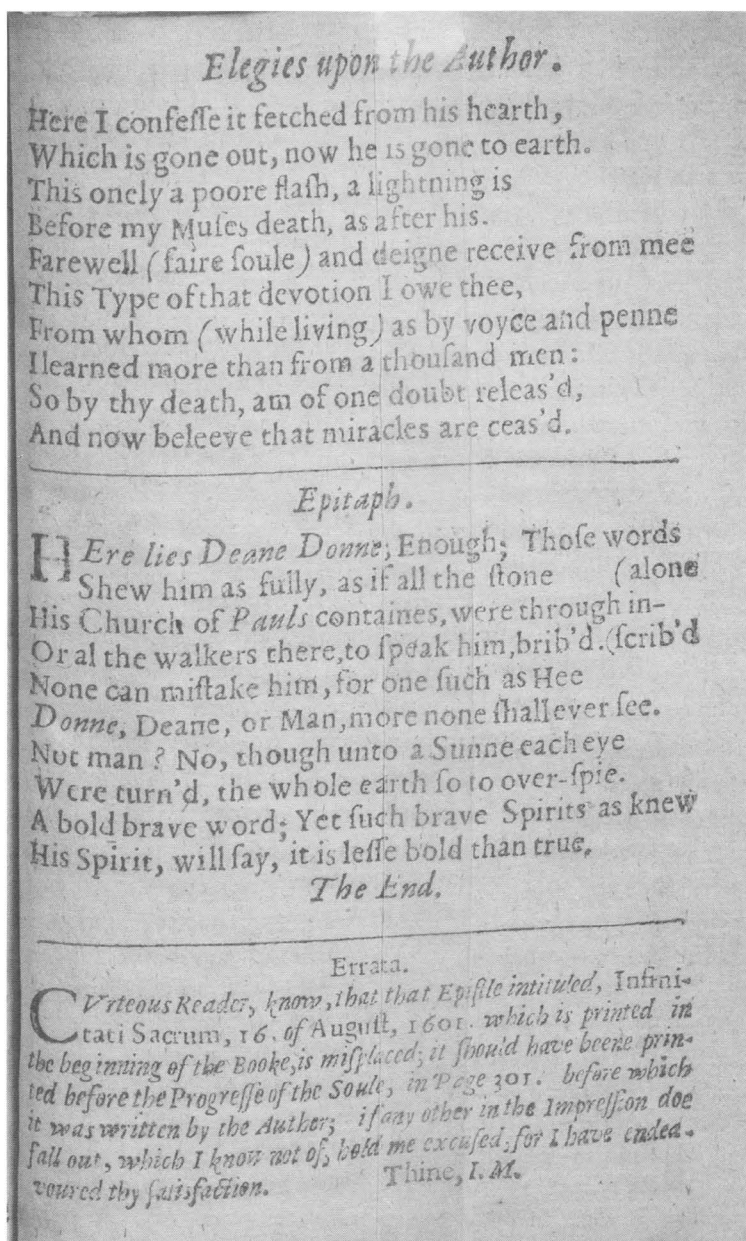 Elegies upon the Author.
Here I confeſſe it fetched from his hearth,
Which is gone out, now he is gone to earth.
This onely a poore flaſh, a lightning is
Before my Muſes death, as after his.
Farewell (faire ſoule) and deigne receive from mee
This Type of that devotion I owe thee,
From whom (while living) as by voyce and penne
I learned more than from a thouſand men:
So by thy death, am of one doubt releas'd,
And now beleeve that miracles are ceas'd.
Epitaph.
HEre lies Deane Donne; Enough; Thoſe words
Shew him as fully, as if all the ſtone (alone
His Church of Pauls containes, were through in-
Or al the walkers there, to ſpeak him, brib'd. (ſcrib'd
None can miſtake him, for one ſuch as Hee
Donne, Deane, or Man, more none ſhall ever ſee.
Not man? No, though unto a Sunne each eye
Were turn'd, the whole earth ſo to over-ſpie.
A bold brave word; Yet ſuch brave Spirits as knew
His Spirit, will ſay, it is leſſe bold than true.
The End.
Errata.
CVrteous Reader, know, that that Epiſtle intituled, Infini-
tati Sacrum, 16. of Auguſt, 1601. which is printed in
the beginning of the Booke, is miſplaced; it ſhould have beene prin-
ted before the Progreſſe of the Soule, in Page 301. before which
it was written by the Author; if any other in the Impreſſion doe
fall out, which I know not of, hold me excuſed, for I have endea-
voured thy ſatisfaction. Thine, I. M.